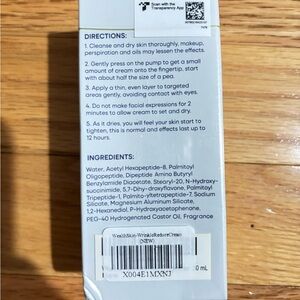 Scan with the
Transparency App
DIRECTIONS:
1. Cleanse and dry skin thoroughly, makeup,
perspiration and oils may lessen the effects.
2. Gently press on the pump to get a small
amount of cream onto the fingertip, start
with about half the size of a pea.
3. Apply a thin, even layer to targeted
areas gently, avoiding contact with eyes.
4. Do not make facial expressions for 2
minutes to allow cream to set and dry.
5. As it dries, you will feel your skin start to
tighten, this is normal and effects last up to
12 hours.
INGREDIENTS:
Water, Acetyl Hexapeptide-8, Palmitoyl
Oligopeptide, Dipeptide Amino Butyryl
Benzylamide Diacetate, Stearyl-20, N-Hydroxy-
succinimide, 5,7-Dihy-droxyflavone, Palmitoyl
Tripeptide-1, Palmito-yltetrapeptide-7, Sodium
Silicate, Magnesium Aluminum Silicate,
1,2-Hexanediol, P-Hydroxyacetophenone,
PEG-40 Hydrogenated Castor Oil, Fragrance
WealthSkin-WrinkleReduceCream
(NEW)
X004E1MXNJ
0 mL